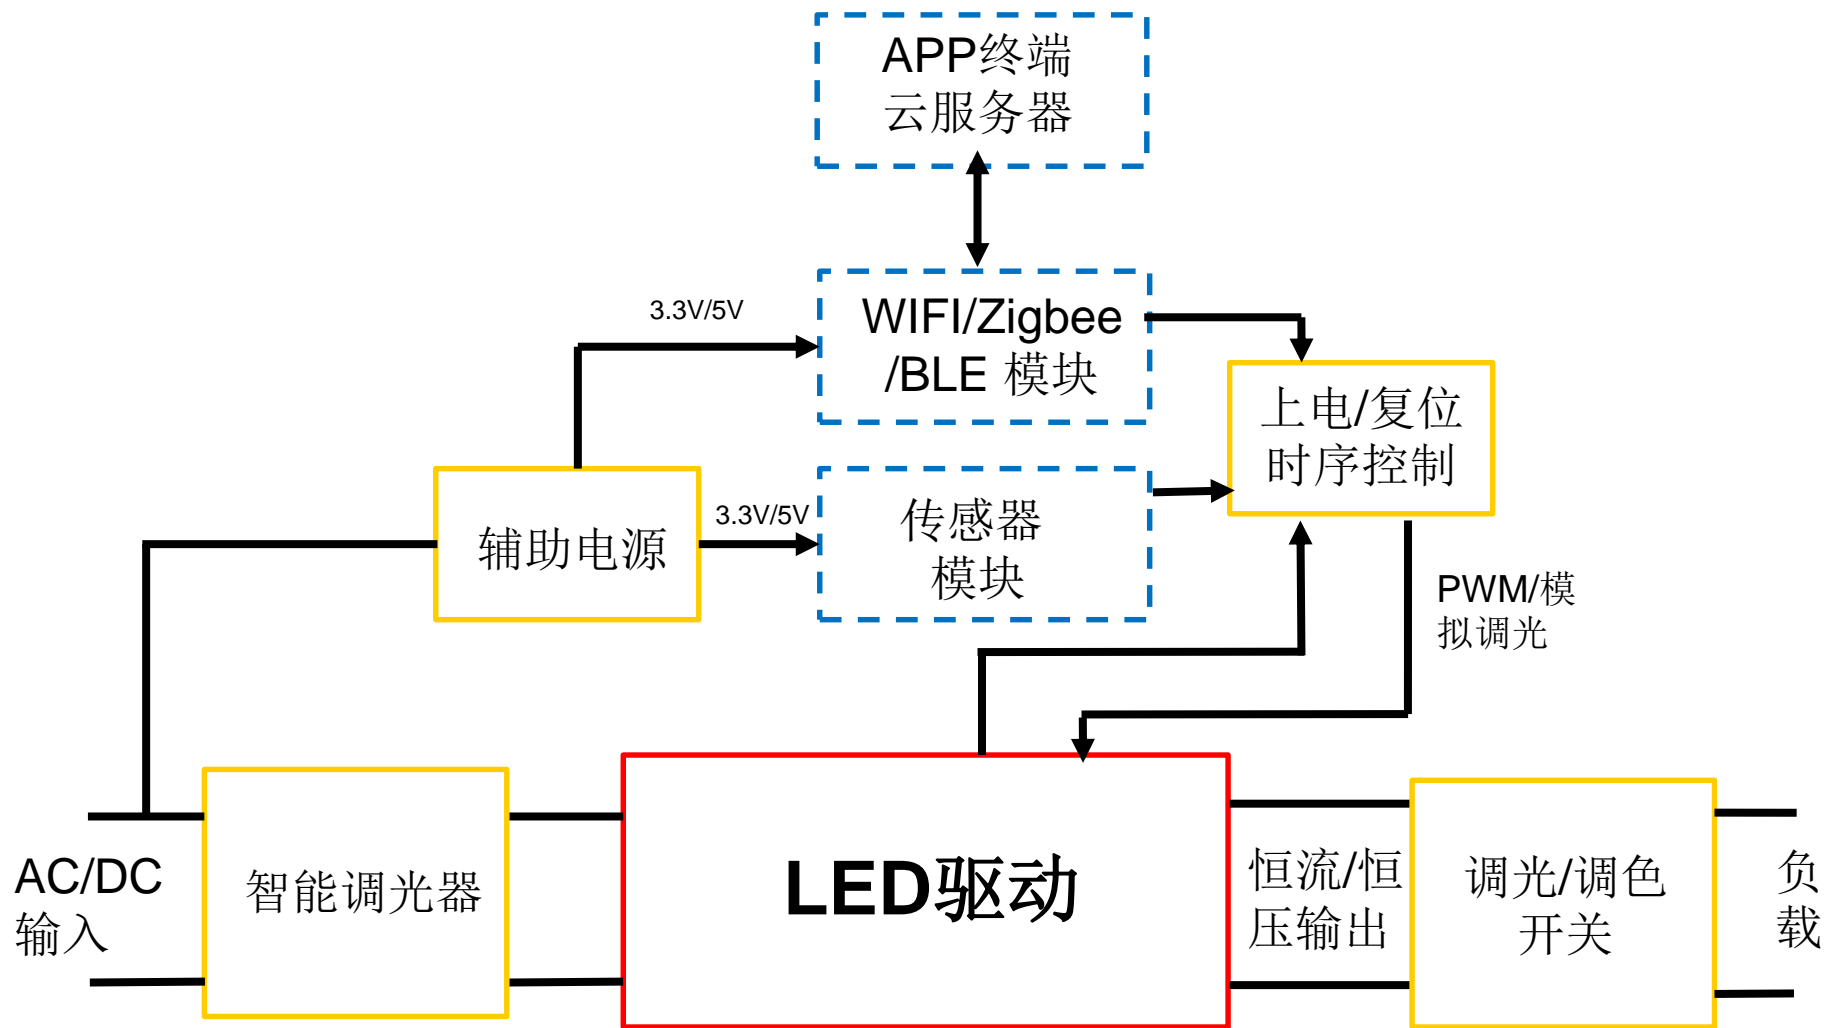 APP终端
云服务器
3.3V/5V
WIFI/Zigbee
/BLE 模块
上电/复位
时序控制
3.3V/5V
辅助电源
传感器
模块
PWM/模
拟调光
AC/DC
输入
智能调光器
LED驱动
恒流/恒
压输出
调光/调色
开关
负
载